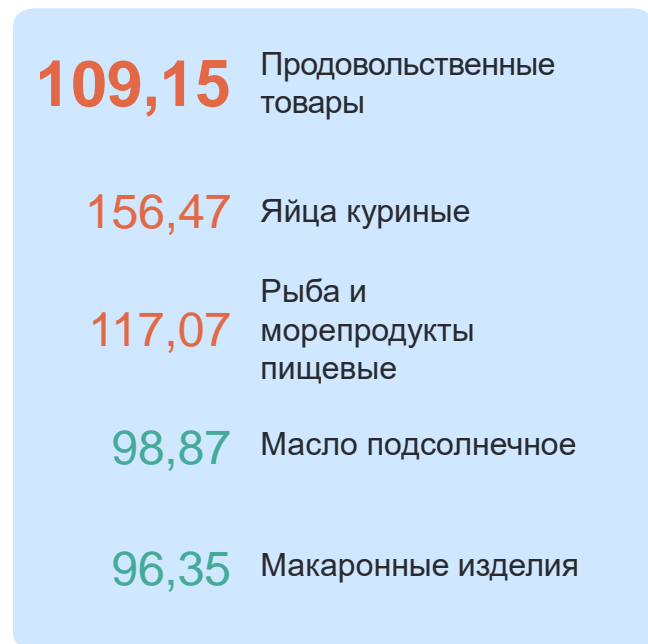 109,15 Продовольственные
товары
156,47 Яйца куриные
Рыба и
117,07 морепродукты
пищевые
98,87 Масло подсолнечное
96,35 Макаронные изделия